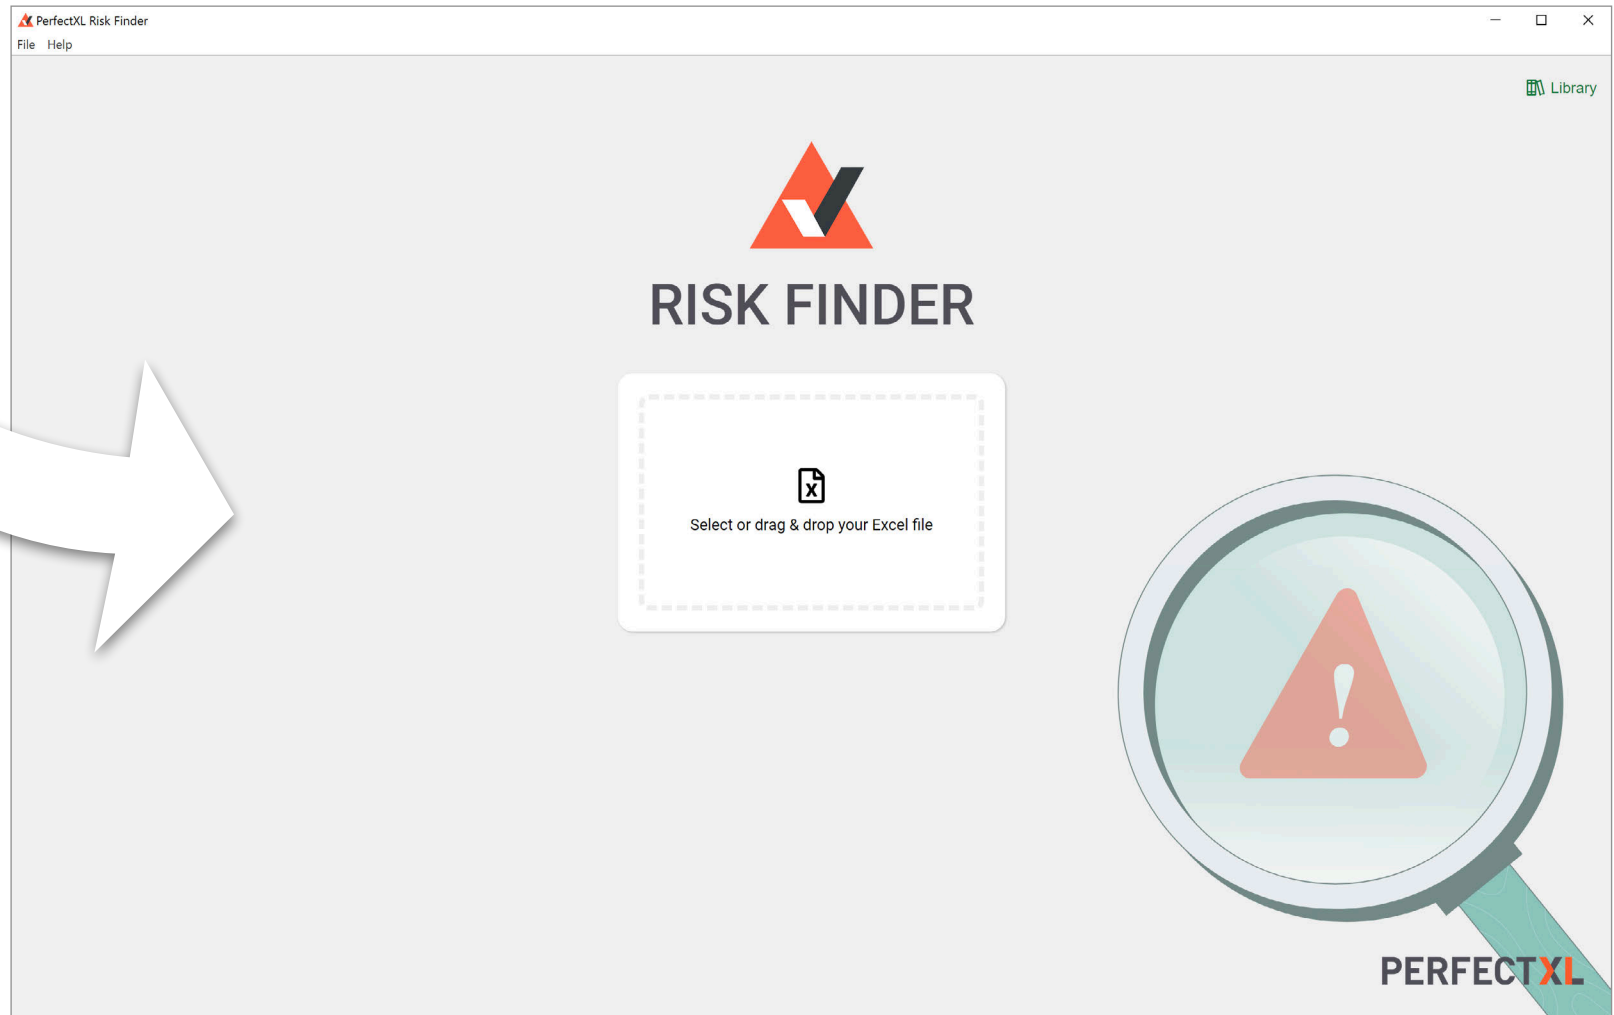 PerfectXL Risk Finder
File Help
Library
RISK FINDER
Select or drag & drop your Excel file
PERFECTXL